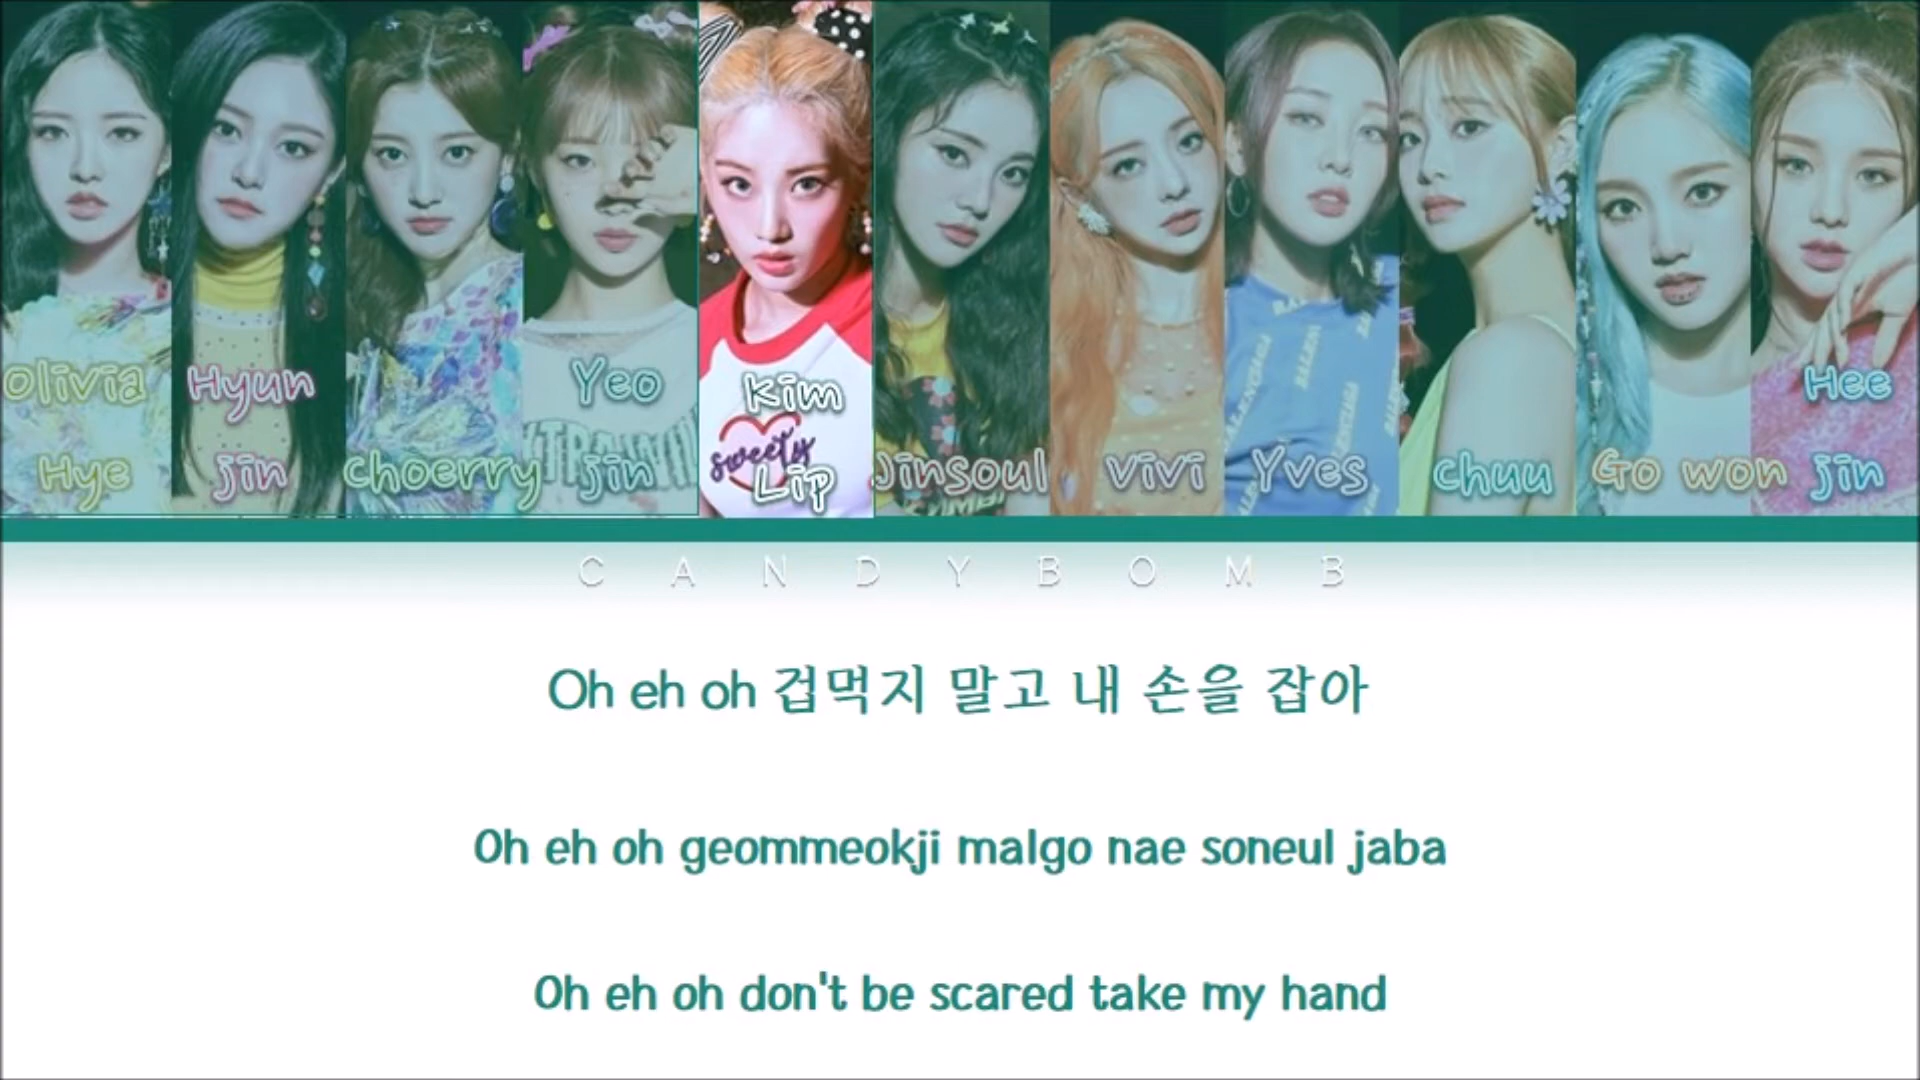 Olivia Hyun Yeo Kim Hee
Hye jin choerry jin Lip Jinsoul vivi Yves chuu Go won jin
sweety
CANDYBOMB
Oh eh oh 겁먹지 말고 내 손을 잡아
Oh eh oh geommeokji malgo nae soneul jaba
Oh eh oh don't be scared take my hand